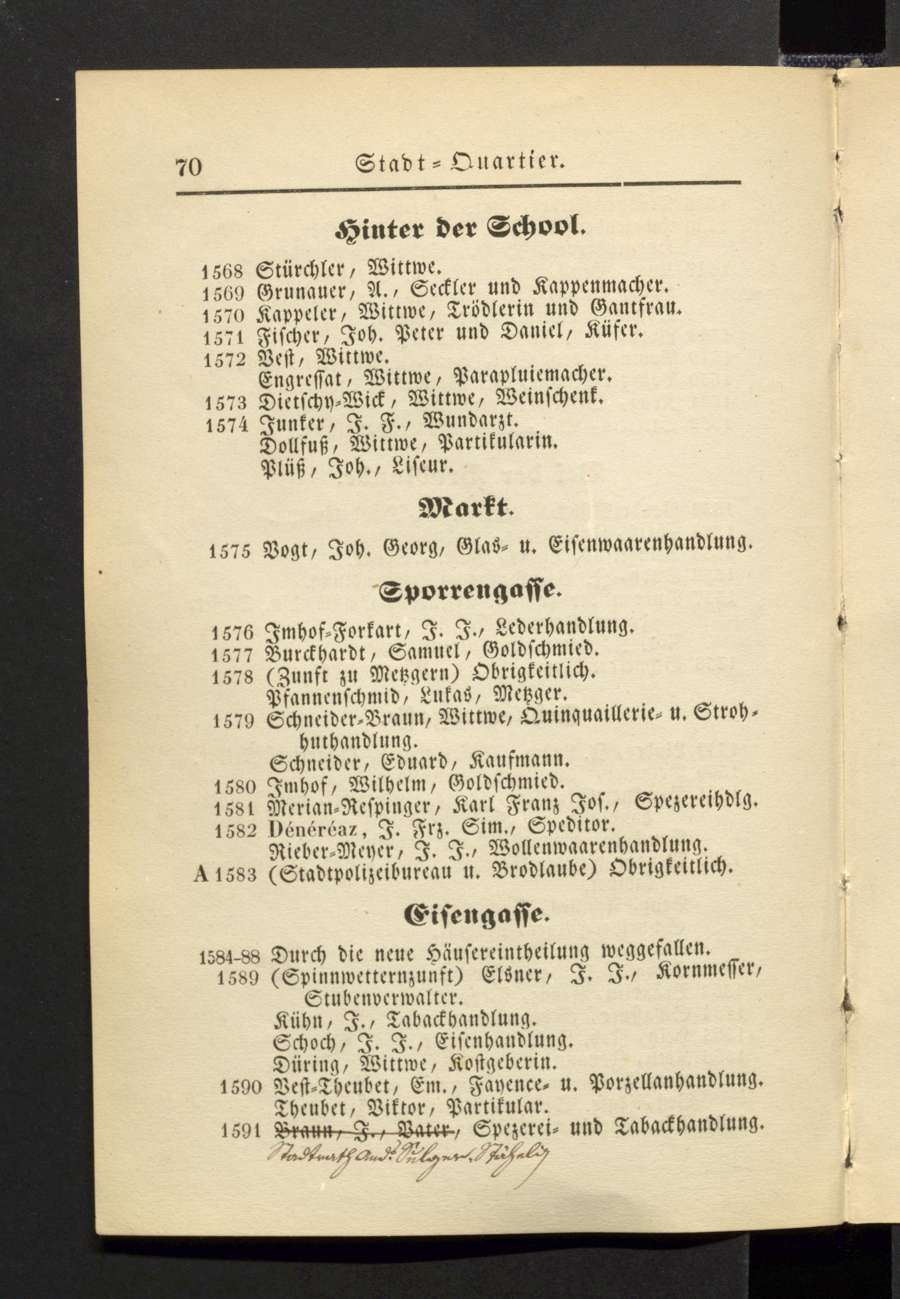 70 Stadt-Quartier.
Hinter der School.
1568 Stürchler, Wittwe.
1569 Grunauer, A., Seckler und Kappenmacher.
1570 Kappeler, Wittwe, Trödlerin und Gantfrau.
1571 Fischer, Joh. Peter und Daniel, Küfer.
1572 Vest, Wittwe.
Engressat, Wittwe, Parapluiemacher.
1573 Dietschy-Wick, Wittwe, Weinschenk.
1574 Junker, J. F., Wundarzt.
Dollfuß, Wittwe, Partikularin.
Plüß, Joh., Liseur.
Markt.
1575 Vogt, Joh. Georg, Glas- u. Eisenwaarenhandlung.
Sporrengasse.
1576 Imhof-Forkart, J. J., Lederhandlung.
1577 Burckhardt, Samuel, Goldschmied.
1578 (Zunft zu Metzgern) Obrigkeitlich.
Pfannenschmid, Lukas, Metzger.
1579 Schneider-Braun, Wittwe, Quinquaillerie- u. Stroh-
huthandlung.
Schneider, Eduard, Kaufmann.
1580 Imhof, Wilhelm, Goldschmied.
1581 Merian-Respinger, Karl Franz Jos., Spezereihdlg.
1582 Dénéréaz, J. Frz. Sim., Speditor.
Rieber-Meyer, J. J., Wollenwaarenhandlung.
A 1583 (Stadtpolizeibureau u. Brodlaube) Obrigkeitlich.
Eisengasse.
1584-88 Durch die neue Häusereintheilung weggefallen.
1589 (Spinnwetternzunft) Elsner, J. J., Kornmesser,
Stubenverwalter.
Kühn, J., Tabackhandlung.
Schoch, J. J., Eisenhandlung.
Düring, Wittwe, Kostgeberin.
1590 Vest-Theubet, Em., Fayence- u. Porzellanhandlung.
Theubet, Viktor, Partikular.
1591 Braun, J., Vater, Spezerei- und Tabackhandlung.
Stadtrath And. Sulger-Stähelin